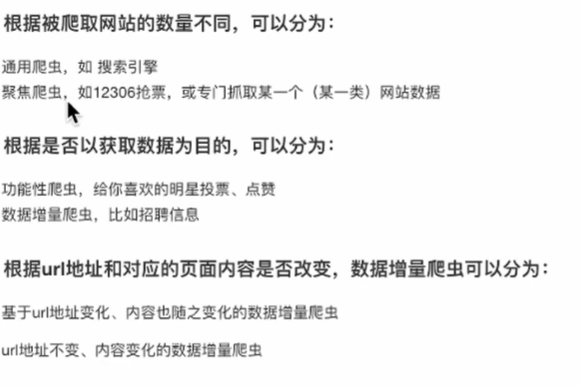 根据被爬取网站的数量不同，可以分为：
通用爬虫，如 搜索引擎
聚焦爬虫，如12306抢票，或专门抓取某一个（某一类）网站数据
根据是否以获取数据为目的，可以分为：
功能性爬虫，给你喜欢的明星投票、点赞
数据增量爬虫，比如招聘信息
根据url地址和对应的页面内容是否改变，数据增量爬虫可以分为：
基于url地址变化、内容也随之变化的数据增量爬虫
url地址不变、内容变化的数据增量爬虫